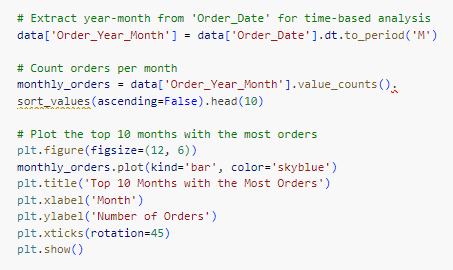 # Extract year-month from 'Order_Date' for time-based analysis
data['Order_Year_Month'] = data['Order_Date'].dt.to_period('M')
# Count orders per month
monthly_orders = data['Order_Year_Month'].value_counts().
sort_values(ascending=False).head(10)
# Plot the top 10 months with the most orders
plt.figure(figsize=(12, 6))
monthly_orders.plot(kind='bar', color='skyblue')
plt.title('Top 10 Months with the Most Orders')
plt.xlabel('Month')
plt.ylabel('Number of Orders')
plt.xticks(rotation=45)
plt.show()